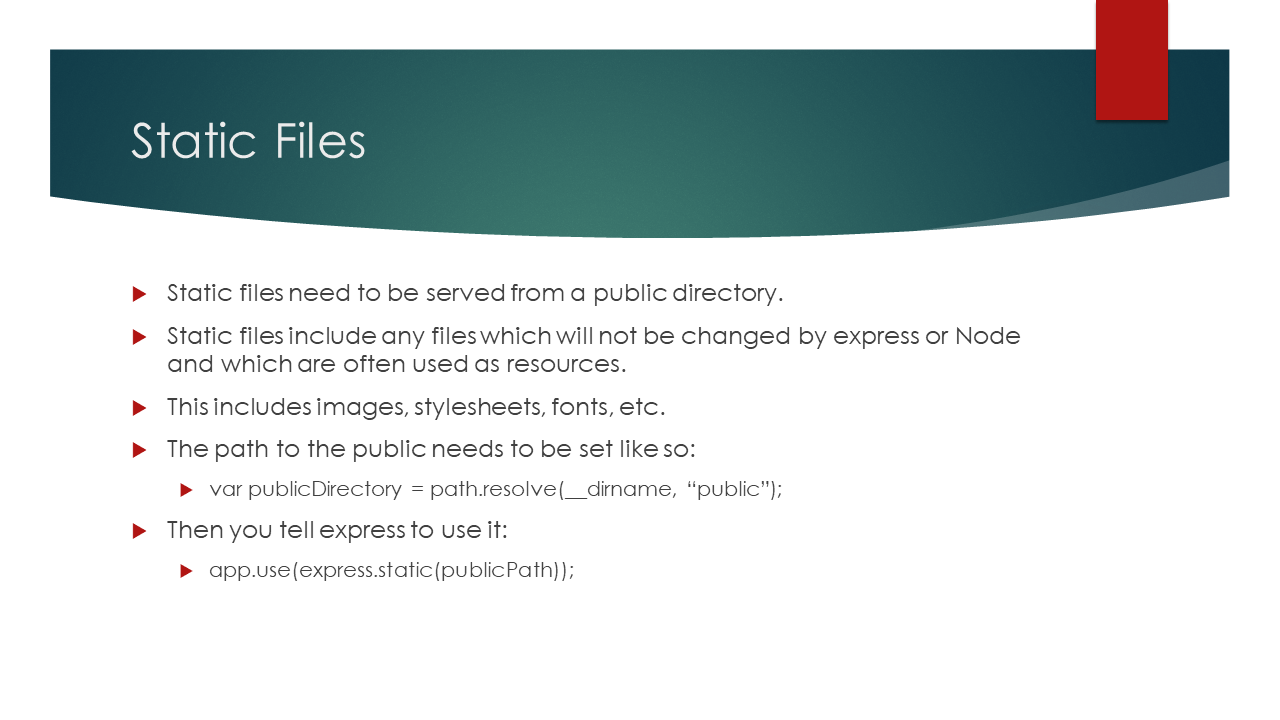 Static Files
Static files need to be served from a public directory.
Static files include any files which will not be changed by express or Node
and which are often used as resources.
This includes images, stylesheets, fonts, etc.
The path to the public needs to be set like so:
var publicDirectory = path.resolve(__dirname, “public”);
Then you tell express to use it:
app.use(express.static(publicPath));